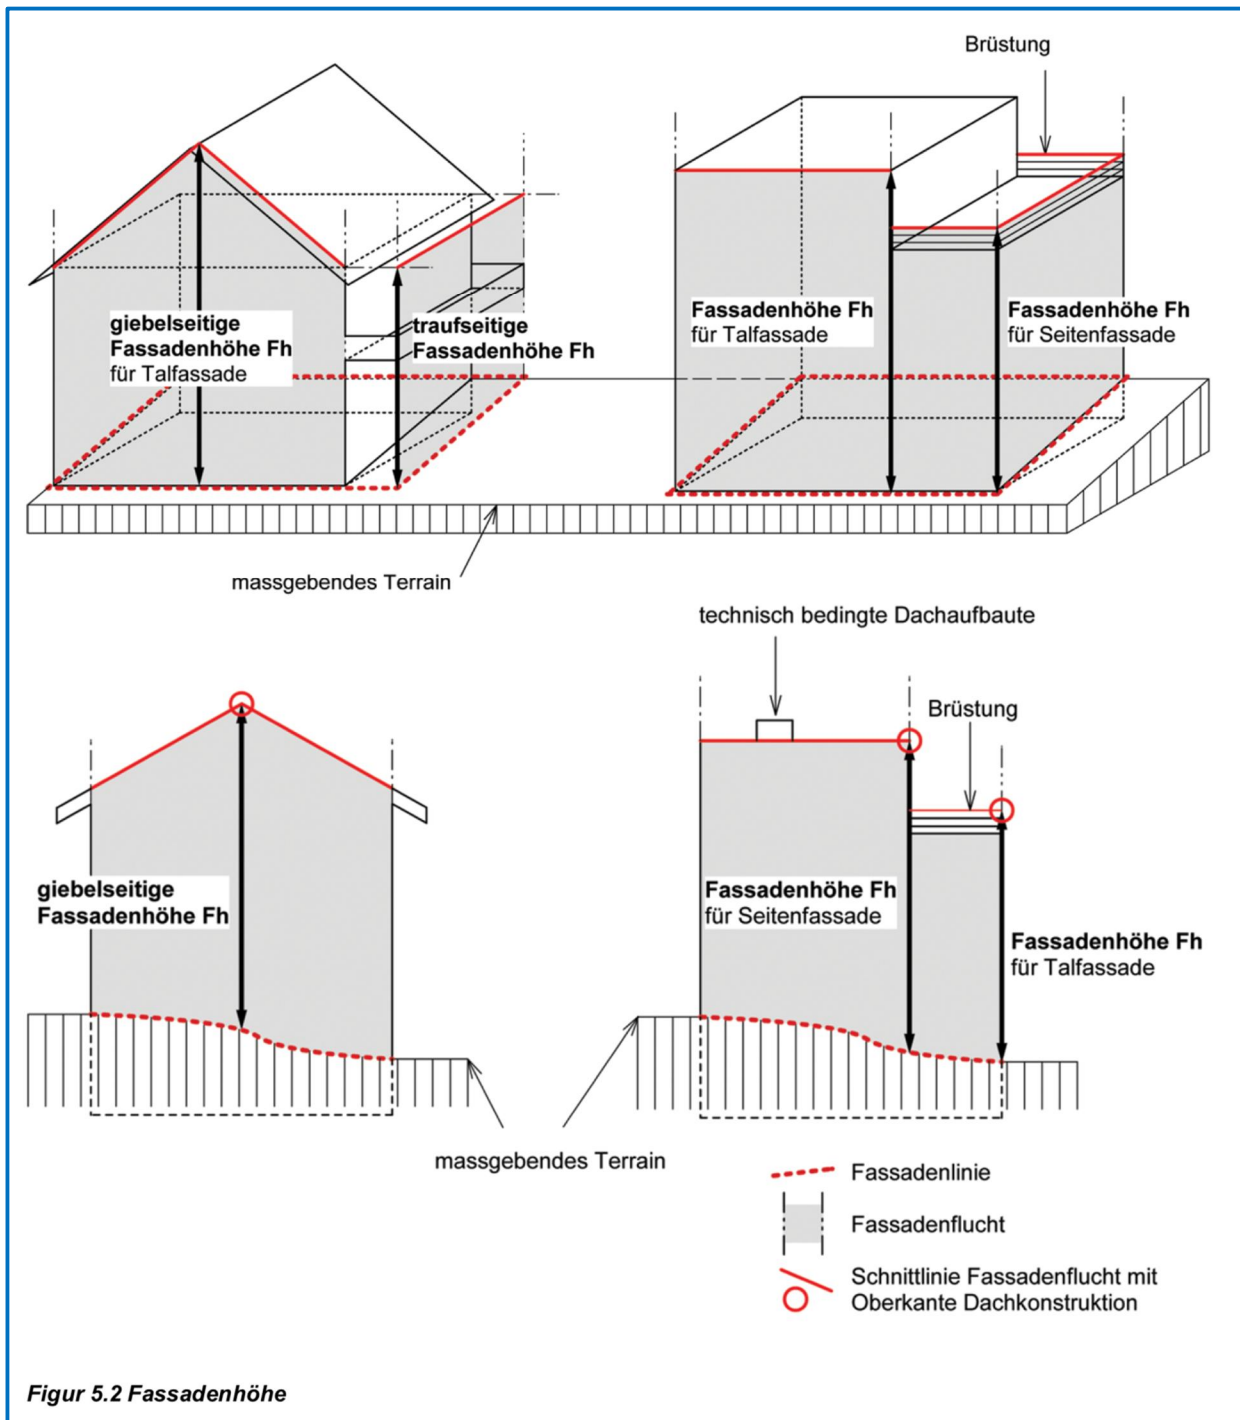 Brüstung
giebelseitige
Fassadenhöhe Fh
für Talfassade
traufseitige
Fassadenhöhe Fh
Fassadenhöhe Fh
für Talfassade
Fassadenhöhe Fh
für Seitenfassade
massgebendes Terrain
technisch bedingte Dachaufbaute
Brüstung
giebelseitige
Fassadenhöhe Fh
Fassadenhöhe Fh
für Seitenfassade
Fassadenhöhe Fh
für Talfassade
massgebendes Terrain
Fassadenlinie
Fassadenflucht
Schnittlinie Fassadenflucht mit
Oberkante Dachkonstruktion
Figur 5.2 Fassadenhöhe